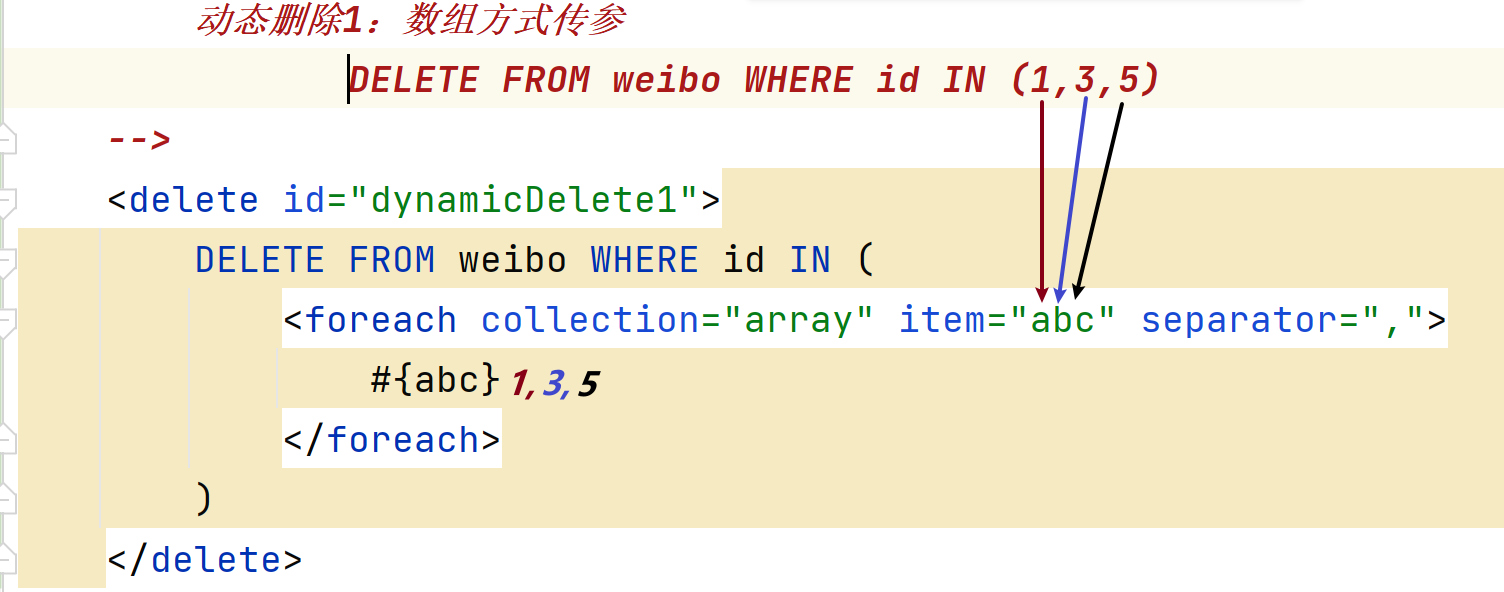 动态删除1：数组方式传参
DELETE FROM weibo WHERE id IN (1,3,5)
-->
<delete id="dynamicDelete1">
DELETE FROM weibo WHERE id IN (
<foreach collection="array" item="abc" separator=",">
#{abc} 1,3,5
</foreach>
)
</delete>